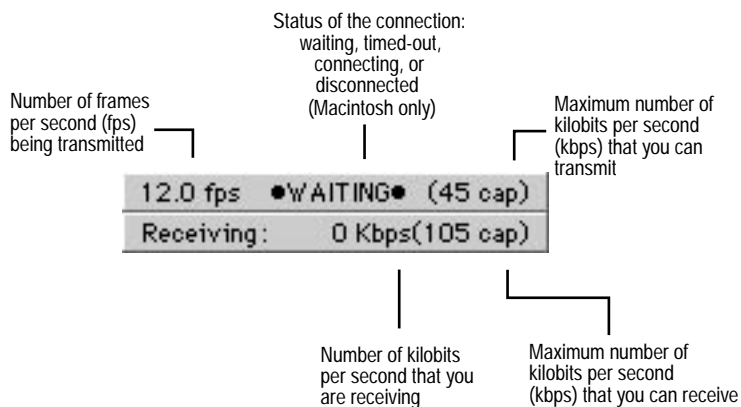 Status of the connection:
waiting, timed-out,
connecting, or
disconnected
(Macintosh only)
Number of frames
per second (fps)
being transmitted
Maximum number of
kilobits per second
(kbps) that you can
transmit
12.0 fps ●WAITING● (45 cap)
Receiving: 0 Kbps(105 cap)
Number of kilobits
per second that you
are receiving
Maximum number of
kilobits per second
(kbps) that you can receive